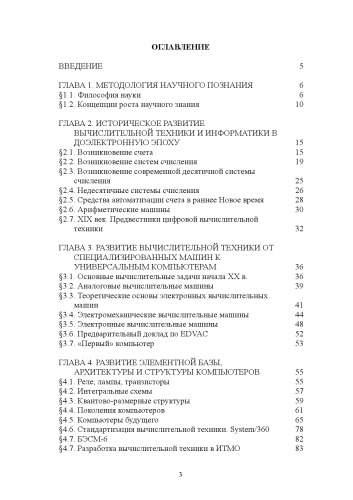 ОГЛАВЛЕНИЕ
ВВЕДЕНИЕ 5
ГЛАВА 1. МЕТОДОЛОГИЯ НАУЧНОГО ПОЗНАНИЯ 6
§1.1. Философия науки 6
§1.2. Концепции роста научного знания 10
ГЛАВА 2. ИСТОРИЧЕСКОЕ РАЗВИТИЕ
ВЫЧИСЛИТЕЛЬНОЙ ТЕХНИКИ И ИНФОРМАТИКИ В
ДОЭЛЕКТРОННУЮ ЭПОХУ 15
§2.1. Возникновение счета 15
§2.2. Возникновение систем счисления 19
§2.3. Возникновение современной десятичной системы
счисления 25
§2.4. Недесятичные системы счисления 26
§2.5. Средства автоматизации счета в раннее Новое время 28
§2.6. Арифметические машины 30
§2.7. XIX век. Предвестники цифровой вычислительной
техники 32
ГЛАВА 3. РАЗВИТИЕ ВЫЧИСЛИТЕЛЬНОЙ ТЕХНИКИ ОТ
СПЕЦИАЛИЗИРОВАННЫХ МАШИН К
УНИВЕРСАЛЬНЫМ КОМПЬЮТЕРАМ 36
§3.1. Основные вычислительные задачи начала XX в. 36
§3.2. Аналоговые вычислительные машины 39
§3.3. Теоретические основы электронных вычислительных
машин 41
§3.4. Электромеханические вычислительные машины 44
§3.5. Электронные вычислительные машины 48
§3.6. Предварительный доклад по EDVAC 52
§3.7. «Первый» компьютер 53
ГЛАВА 4. РАЗВИТИЕ ЭЛЕМЕНТНОЙ БАЗЫ,
АРХИТЕКТУРЫ И СТРУКТУРЫ КОМПЬЮТЕРОВ 55
§4.1. Реле, лампы, транзисторы 55
§4.2. Интегральные схемы 57
§4.3. Квантово-размерные структуры 59
§4.4. Поколения компьютеров 61
§4.5. Компьютеры будущего 65
§4.6. Стандартизация вычислительной техники. System/360 78
§4.7. БЭСМ-6 82
§4.7. Разработка вычислительной техники в ИТМО 83
3